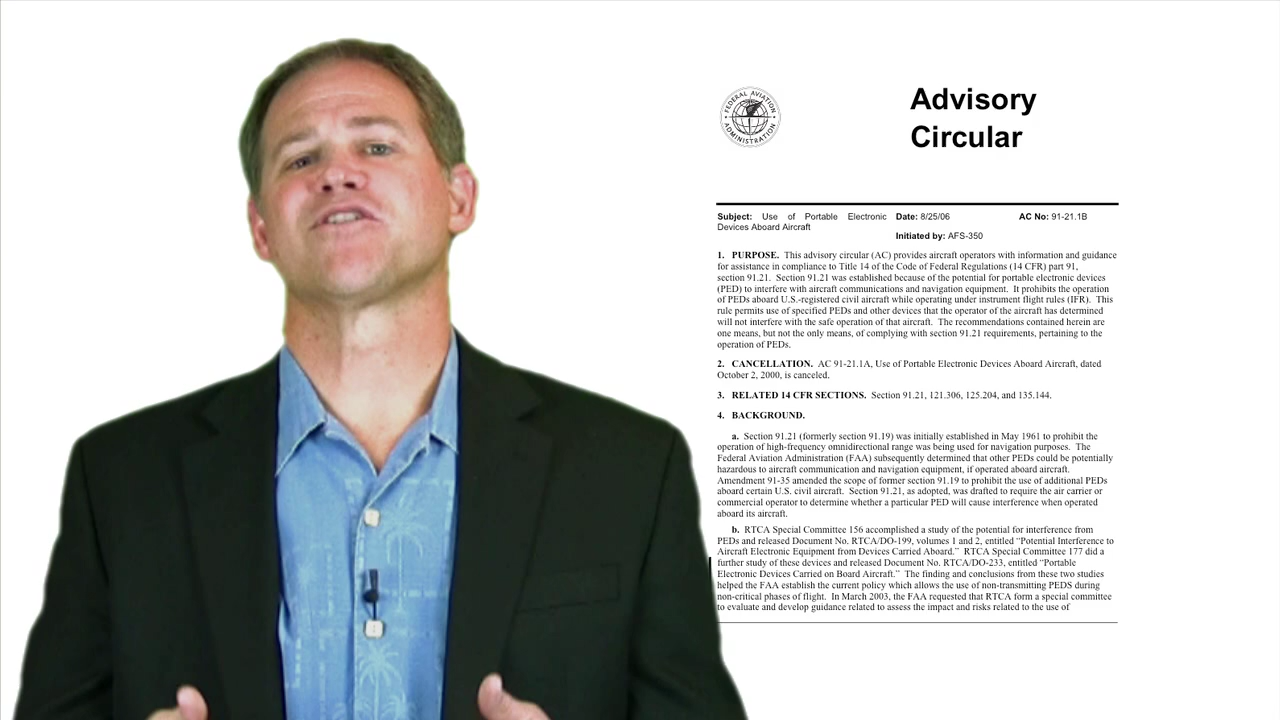 FEDERAL AVIATION
ADMINISTRATION
Advisory
Circular
Subject: Use of Portable Electronic
Devices Aboard Aircraft
Date: 8/25/06
AC No: 91-21.1B
Initiated by: AFS-350
1. PURPOSE. This advisory circular (AC) provides aircraft operators with information and guidance
for assistance in compliance to Title 14 of the Code of Federal Regulations (14 CFR) part 91,
section 91.21. Section 91.21 was established because of the potential for portable electronic devices
(PED) to interfere with aircraft communications and navigation equipment. It prohibits the operation
of PEDs aboard U.S.-registered civil aircraft while operating under instrument flight rules (IFR). This
rule permits use of specified PEDs and other devices that the operator of the aircraft has determined
will not interfere with the safe operation of that aircraft. The recommendations contained herein are
one means, but not the only means, of complying with section 91.21 requirements, pertaining to the
operation of PEDs.
2. CANCELLATION. AC 91-21.1A, Use of Portable Electronic Devices Aboard Aircraft, dated
October 2, 2000, is canceled.
3. RELATED 14 CFR SECTIONS. Section 91.21, 121.306, 125.204, and 135.144.
4. BACKGROUND.
a. Section 91.21 (formerly section 91.19) was initially established in May 1961 to prohibit the
operation of high-frequency omnidirectional range was being used for navigation purposes. The
Federal Aviation Administration (FAA) subsequently determined that other PEDs could be potentially
hazardous to aircraft communication and navigation equipment, if operated aboard aircraft.
Amendment 91-35 amended the scope of former section 91.19 to prohibit the use of additional PEDs
aboard certain U.S. civil aircraft. Section 91.21, as adopted, was drafted to require the air carrier or
commercial operator to determine whether a particular PED will cause interference when operated
aboard its aircraft.
b. RTCA Special Committee 156 accomplished a study of the potential for interference from
PEDs and released Document No. RTCA/DO-199, volumes 1 and 2, entitled “Potential Interference to
Aircraft Electronic Equipment from Devices Carried Aboard.” RTCA Special Committee 177 did a
further study of these devices and released Document No. RTCA/DO-233, entitled “Portable
Electronic Devices Carried on Board Aircraft.” The finding and conclusions from these two studies
helped the FAA establish the current policy which allows the use of non-transmitting PEDS during
non-critical phases of flight. In March 2003, the FAA requested that RTCA form a special committee
to evaluate and develop guidance related to assess the impact and risks related to the use of